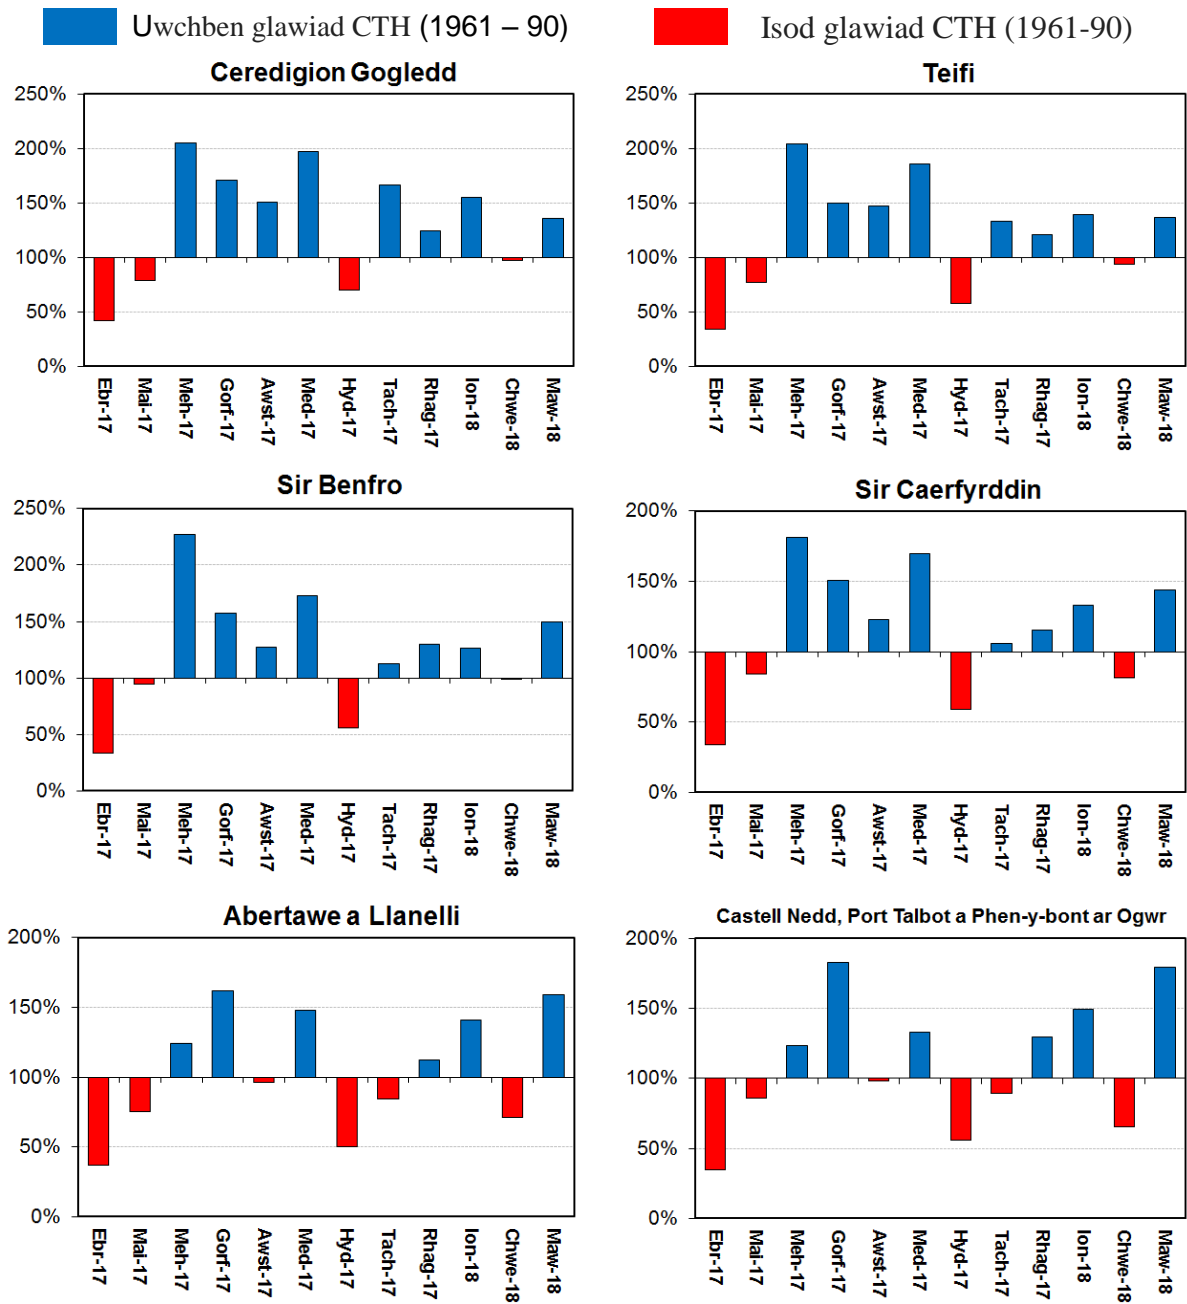 Uwchben glawiad CTH (1961 – 90)
Isod glawiad CTH (1961-90)
Ceredigion Gogledd
250%
200%
150%
100%
50%
0%
Ebr-17
Mai-17
Meh-17
Gorf-17
Awst-17
Med-17
Hyd-17
Tach-17
Rhag-17
Ion-18
Chwe-18
Maw-18
Teifi
250%
200%
150%
100%
50%
0%
Ebr-17
Mai-17
Meh-17
Gorf-17
Awst-17
Med-17
Hyd-17
Tach-17
Rhag-17
Ion-18
Chwe-18
Maw-18
Sir Benfro
250%
200%
150%
100%
50%
0%
Ebr-17
Mai-17
Meh-17
Gorf-17
Awst-17
Med-17
Hyd-17
Tach-17
Rhag-17
Ion-18
Chwe-18
Maw-18
Sir Caerfyrddin
200%
150%
100%
50%
0%
Ebr-17
Mai-17
Meh-17
Gorf-17
Awst-17
Med-17
Hyd-17
Tach-17
Rhag-17
Ion-18
Chwe-18
Maw-18
Abertawe a Llanelli
200%
150%
100%
50%
0%
Ebr-17
Mai-17
Meh-17
Gorf-17
Awst-17
Med-17
Hyd-17
Tach-17
Rhag-17
Ion-18
Chwe-18
Maw-18
Castell Nedd, Port Talbot a Phen-y-bont ar Ogwr
200%
150%
100%
50%
0%
Ebr-17
Mai-17
Meh-17
Gorf-17
Awst-17
Med-17
Hyd-17
Tach-17
Rhag-17
Ion-18
Chwe-18
Maw-18